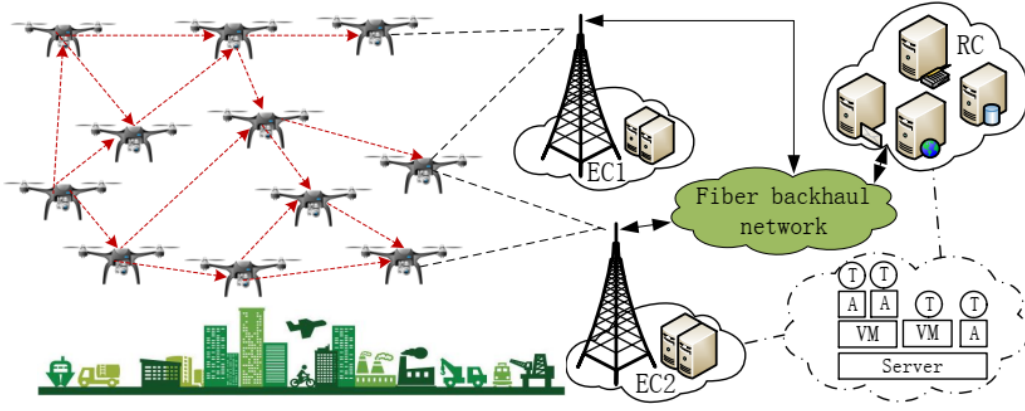 RC
EC1
Fiber backhaul
network
T T
A A T T
VM VM A
Server
EC2